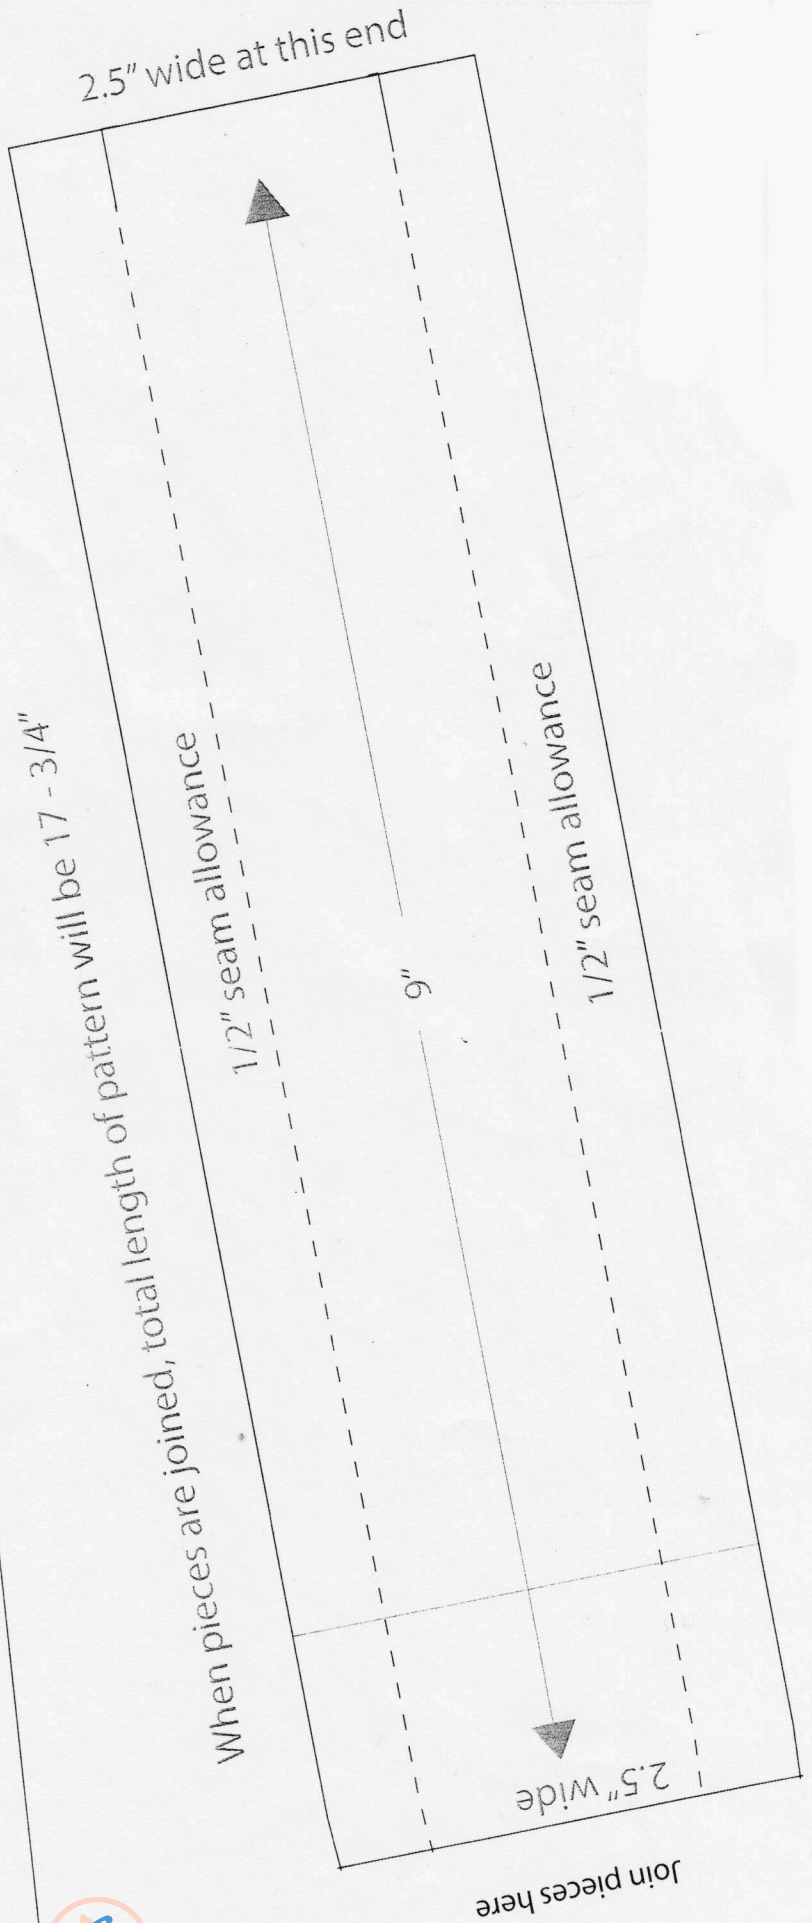 2.5" wide at this end
When pieces are joined, total length of pattern will be 17 - 3/4"
1/2" seam allowance
9"
1/2" seam allowance
2.5" wide
Join pieces here